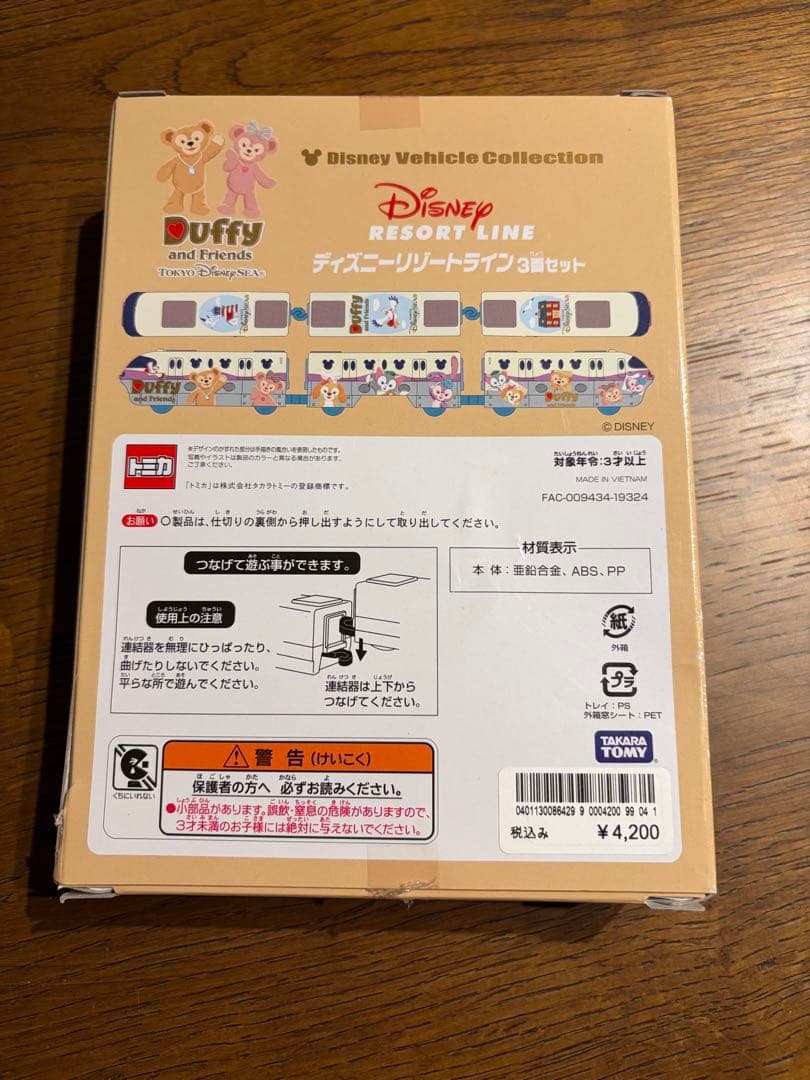 Duffy
and Friends
TOKYO DISNEYSEA®
Disney Vehicle Collection
DISNEY
RESORT LINE
ディズニーリゾートライン 3両セット
Duffy
and Friends
Duffy
and Friends
Duffy
and Friends
© DISNEY
トミカ
※デザインのかすれた部分は手描きの風合いを表現したものです。
写真やイラストは製品のカラーと異なる場合があります。
ご了承ください。
「トミカ」は株式会社タカラトミーの登録商標です。
対象年令:3才以上
MADE IN VIETNAM
FAC-009434-19324
お願い ○製品は、仕切りの裏側から押し出すようにして取り出してください。
つなげて遊ぶ事ができます。
使用上の注意
連結器を無理にひっぱったり、
曲げたりしないでください。
平らな所で遊んでください。
連結器は上下から
つなげてください。
材質表示
本 体：亜鉛合金、ABS、PP
紙
外箱
プラ
トレイ：PS
外箱窓シート：PET
TAKARA
TOMY
くちにいれない
警 告 (けいこく)
保護者の方へ 必ずお読みください。
●小部品があります。誤飲・窒息の危険がありますので、
3才未満のお子様には絶対に与えないでください。
0401130086429 9 0004200 99 04 1
税込み ￥4,200